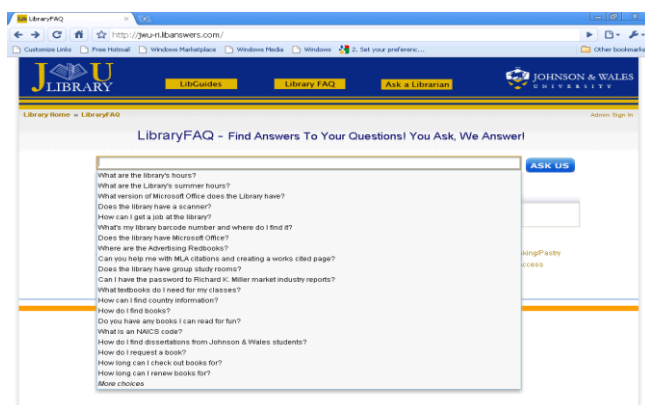 LibraryFAQ
http://jwu-ri.libanswers.com/
Customize Links Free Hotmail Windows Marketplace Windows Media Windows 2. Set your preferenc... Other bookmarks
JWU
LIBRARY
LibGuides Library FAQ Ask a Librarian
JOHNSON & WALES
UNIVERSITY
Library Home » LibraryFAQ Admin Sign In
LibraryFAQ - Find Answers To Your Questions! You Ask, We Answer!
ASK US
What are the library's hours?
What are the Library's summer hours?
What version of Microsoft Office does the Library have?
Does the library have a scanner?
How can I get a job at the library?
What's my library barcode number and where do I find it?
Does the library have Microsoft Office?
Where are the Advertising Redbooks?
Can you help me with MLA citations and creating a works cited page?
Does the library have group study rooms?
Can I have the password to Richard K. Miller market industry reports?
What textbooks do I need for my classes?
How can I find country information?
How do I find books?
Do you have any books I can read for fun?
What is an NAICS code?
How do I find dissertations from Johnson & Wales students?
How do I request a book?
How long can I check out books for?
How long can I renew books for?
More choices
king/Pastry
ccess